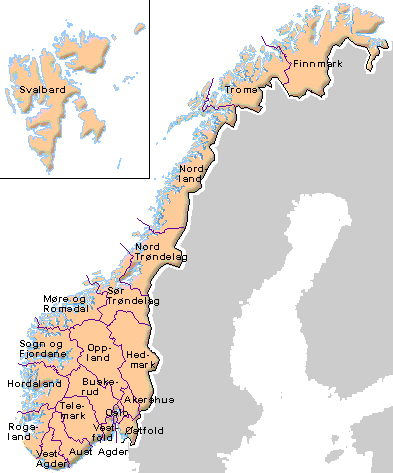 Svalbard
Finnmark
Troms
Nord-
land
Nord
Trøndelag
Sør
Trøndelag
Møre og
Romsdal
Sogn og
Fjordane
Opp-
land
Hed-
mark
Hordaland
Buske-
rud
Akershus
Oslo
Tele-
mark
Roga-
land
Vest-
fold
Østfold
Vest
Agder
Aust Agder